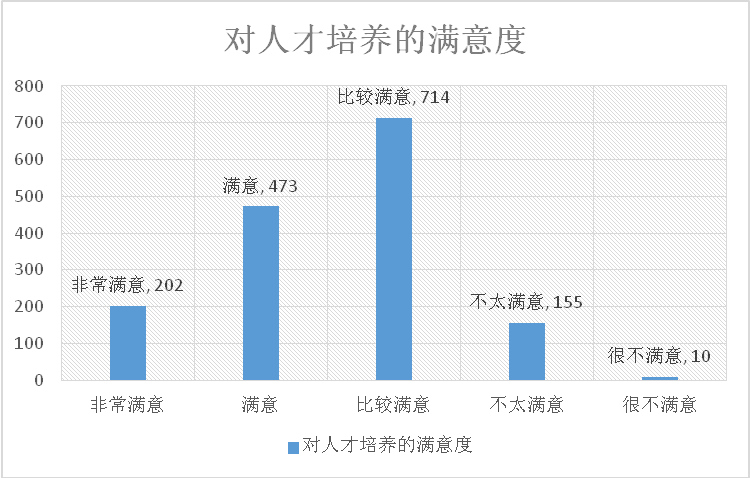 对人才培养的满意度
800
700
600
500
400
300
200
100
0
非常满意, 202
满意, 473
比较满意, 714
不太满意, 155
很不满意, 10
非常满意
满意
比较满意
不太满意
很不满意
对人才培养的满意度